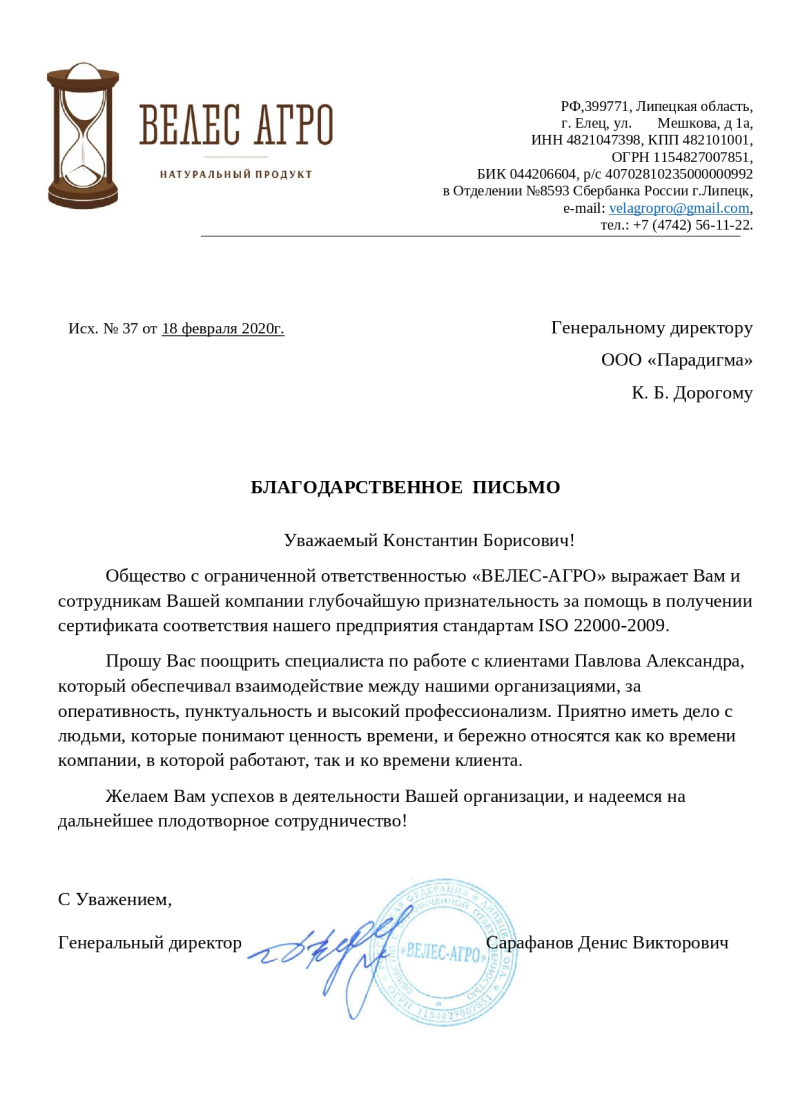 ВЕЛЕС АГРО
НАТУРАЛЬНЫЙ ПРОДУКТ
РФ,399771, Липецкая область,
г. Елец, ул. Мешкова, д 1а,
ИНН 4821047398, КПП 482101001,
ОГРН 1154827007851,
БИК 044206604, р/с 40702810235000000992
в Отделении №8593 Сбербанка России г.Липецк,
e-mail: velagropro@gmail.com,
тел.: +7 (4742) 56-11-22.
Исх. № 37 от 18 февраля 2020г.
Генеральному директору
ООО «Парадигма»
К. Б. Дорогому
БЛАГОДАРСТВЕННОЕ ПИСЬМО
Уважаемый Константин Борисович!
Общество с ограниченной ответственностью «ВЕЛЕС-АГРО» выражает Вам и
сотрудникам Вашей компании глубочайшую признательность за помощь в получении
сертификата соответствия нашего предприятия стандартам ISO 22000-2009.
Прошу Вас поощрить специалиста по работе с клиентами Павлова Александра,
который обеспечивал взаимодействие между нашими организациями, за
оперативность, пунктуальность и высокий профессионализм. Приятно иметь дело с
людьми, которые понимают ценность времени, и бережно относятся как ко времени
компании, в которой работают, так и ко времени клиента.
Желаем Вам успехов в деятельности Вашей организации, и надеемся на
дальнейшее плодотворное сотрудничество!
С Уважением,
Генеральный директор
Сарафанов Денис Викторович
«ВЕЛЕС-АГРО»
ОГРН 1154827007851